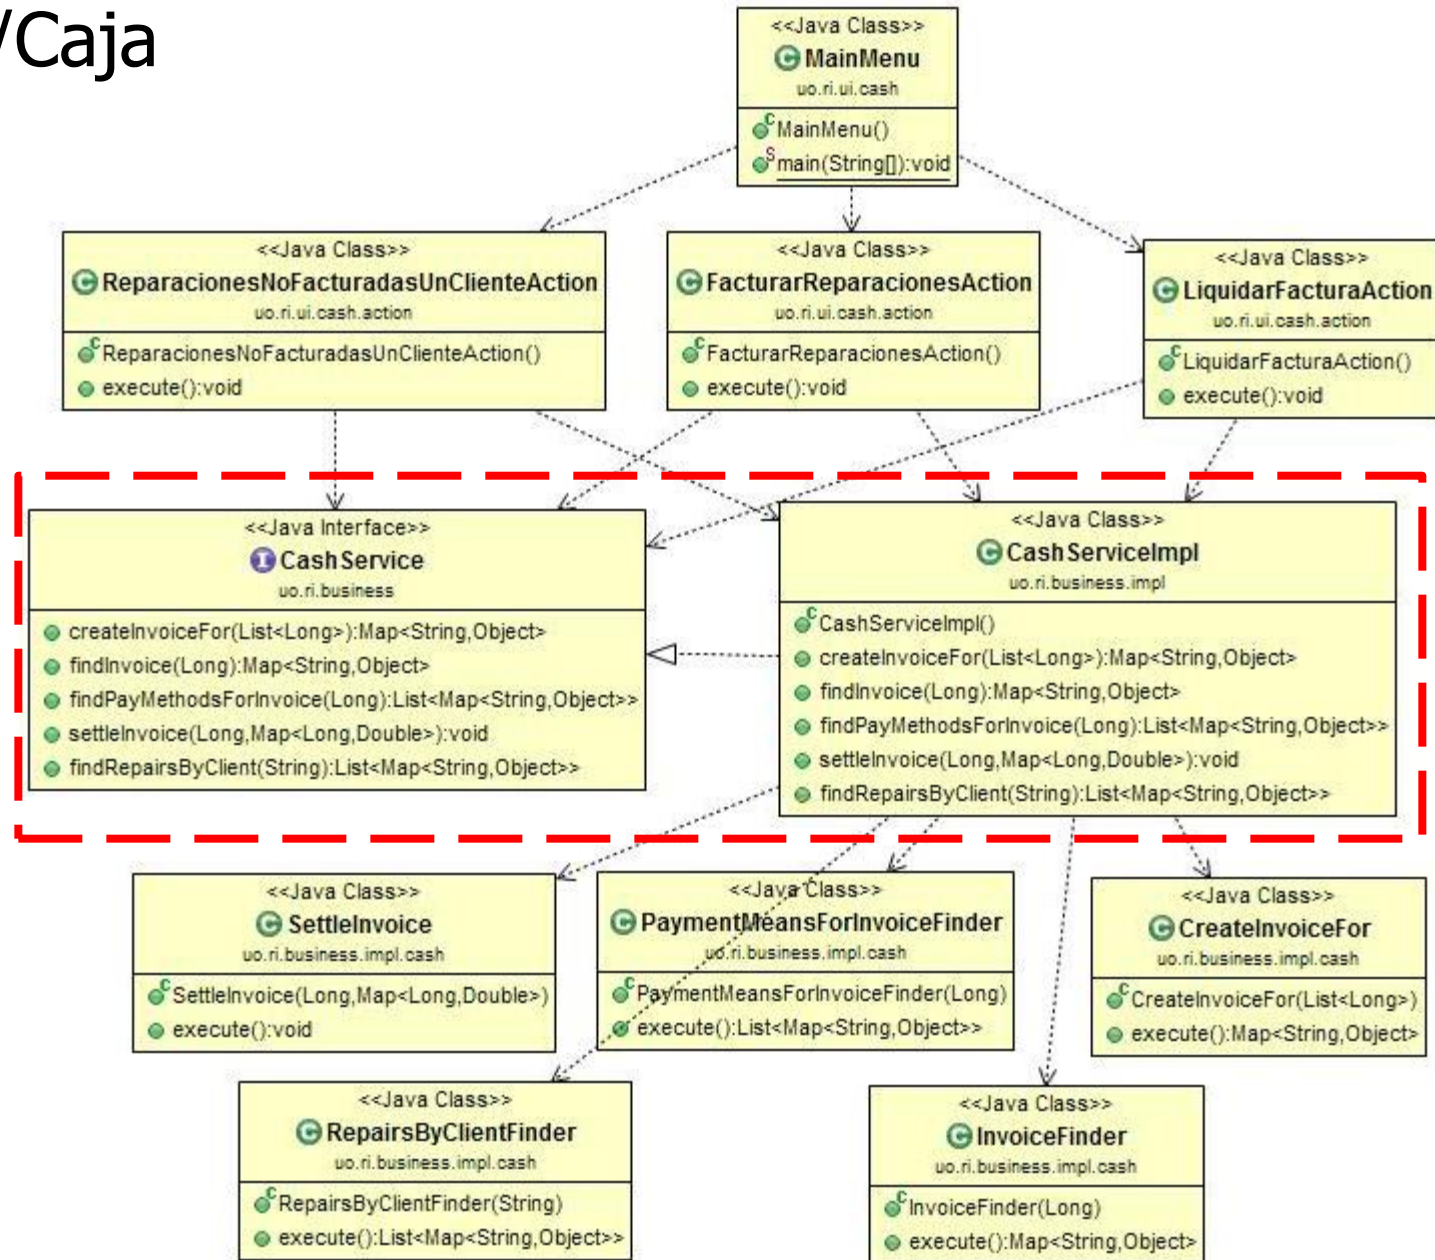 /Caja
<<Java Class>>
MainMenu
uo.ri.ui.cash
MainMenu()
main(String[]):void
<<Java Class>>
ReparacionesNoFacturadasUnClienteAction
uo.ri.ui.cash.action
ReparacionesNoFacturadasUnClienteAction()
execute():void
<<Java Class>>
FacturarReparacionesAction
uo.ri.ui.cash.action
FacturarReparacionesAction()
execute():void
<<Java Class>>
LiquidarFacturaAction
uo.ri.ui.cash.action
LiquidarFacturaAction()
execute():void
<<Java Interface>>
CashService
uo.ri.business
createInvoiceFor(List<Long>):Map<String,Object>
findInvoice(Long):Map<String,Object>
findPayMethodsForInvoice(Long):List<Map<String,Object>>
settleInvoice(Long,Map<Long,Double>):void
findRepairsByClient(String):List<Map<String,Object>>
<<Java Class>>
CashServiceImpl
uo.ri.business.impl
CashServiceImpl()
createInvoiceFor(List<Long>):Map<String,Object>
findInvoice(Long):Map<String,Object>
findPayMethodsForInvoice(Long):List<Map<String,Object>>
settleInvoice(Long,Map<Long,Double>):void
findRepairsByClient(String):List<Map<String,Object>>
<<Java Class>>
SettleInvoice
uo.ri.business.impl.cash
SettleInvoice(Long,Map<Long,Double>)
execute():void
<<Java Class>>
PaymentMeansForInvoiceFinder
uo.ri.business.impl.cash
PaymentMeansForInvoiceFinder(Long)
execute():List<Map<String,Object>>
<<Java Class>>
CreateInvoiceFor
uo.ri.business.impl.cash
CreateInvoiceFor(List<Long>)
execute():Map<String,Object>
<<Java Class>>
RepairsByClientFinder
uo.ri.business.impl.cash
RepairsByClientFinder(String)
execute():List<Map<String,Object>>
<<Java Class>>
InvoiceFinder
uo.ri.business.impl.cash
InvoiceFinder(Long)
execute():Map<String,Object>